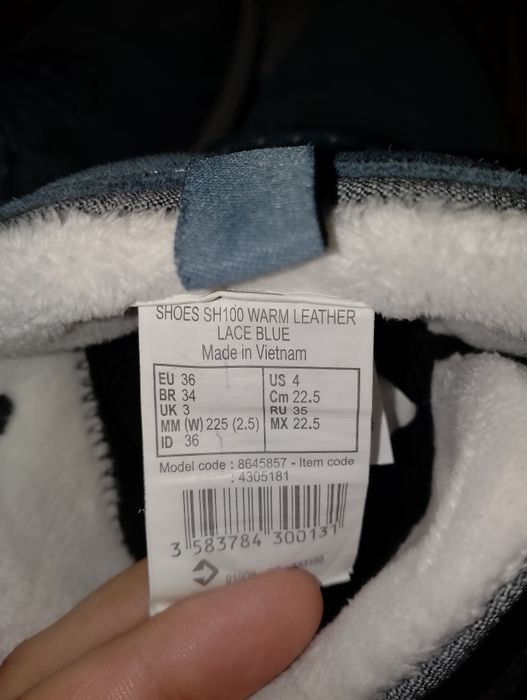 SHOES SH100 WARM LEATHER
LACE BLUE
Made in Vietnam
EU 36 US 4
BR 34 Cm 22.5
UK 3 RU 35
MM (W) 225 (2.5) MX 22.5
ID 36
Model code : 8645857 - Item code
: 4305181
3 583784 300131